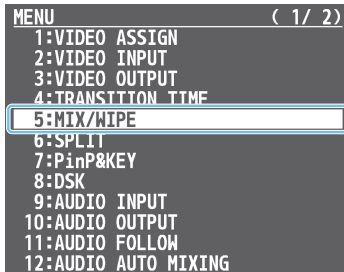 MENU ( 1/ 2)
1:VIDEO ASSIGN
2:VIDEO INPUT
3:VIDEO OUTPUT
4:TRANSITION TIME
5:MIX/WIPE
6:SPLIT
7:PinP&KEY
8:DSK
9:AUDIO INPUT
10:AUDIO OUTPUT
11:AUDIO FOLLOW
12:AUDIO AUTO MIXING